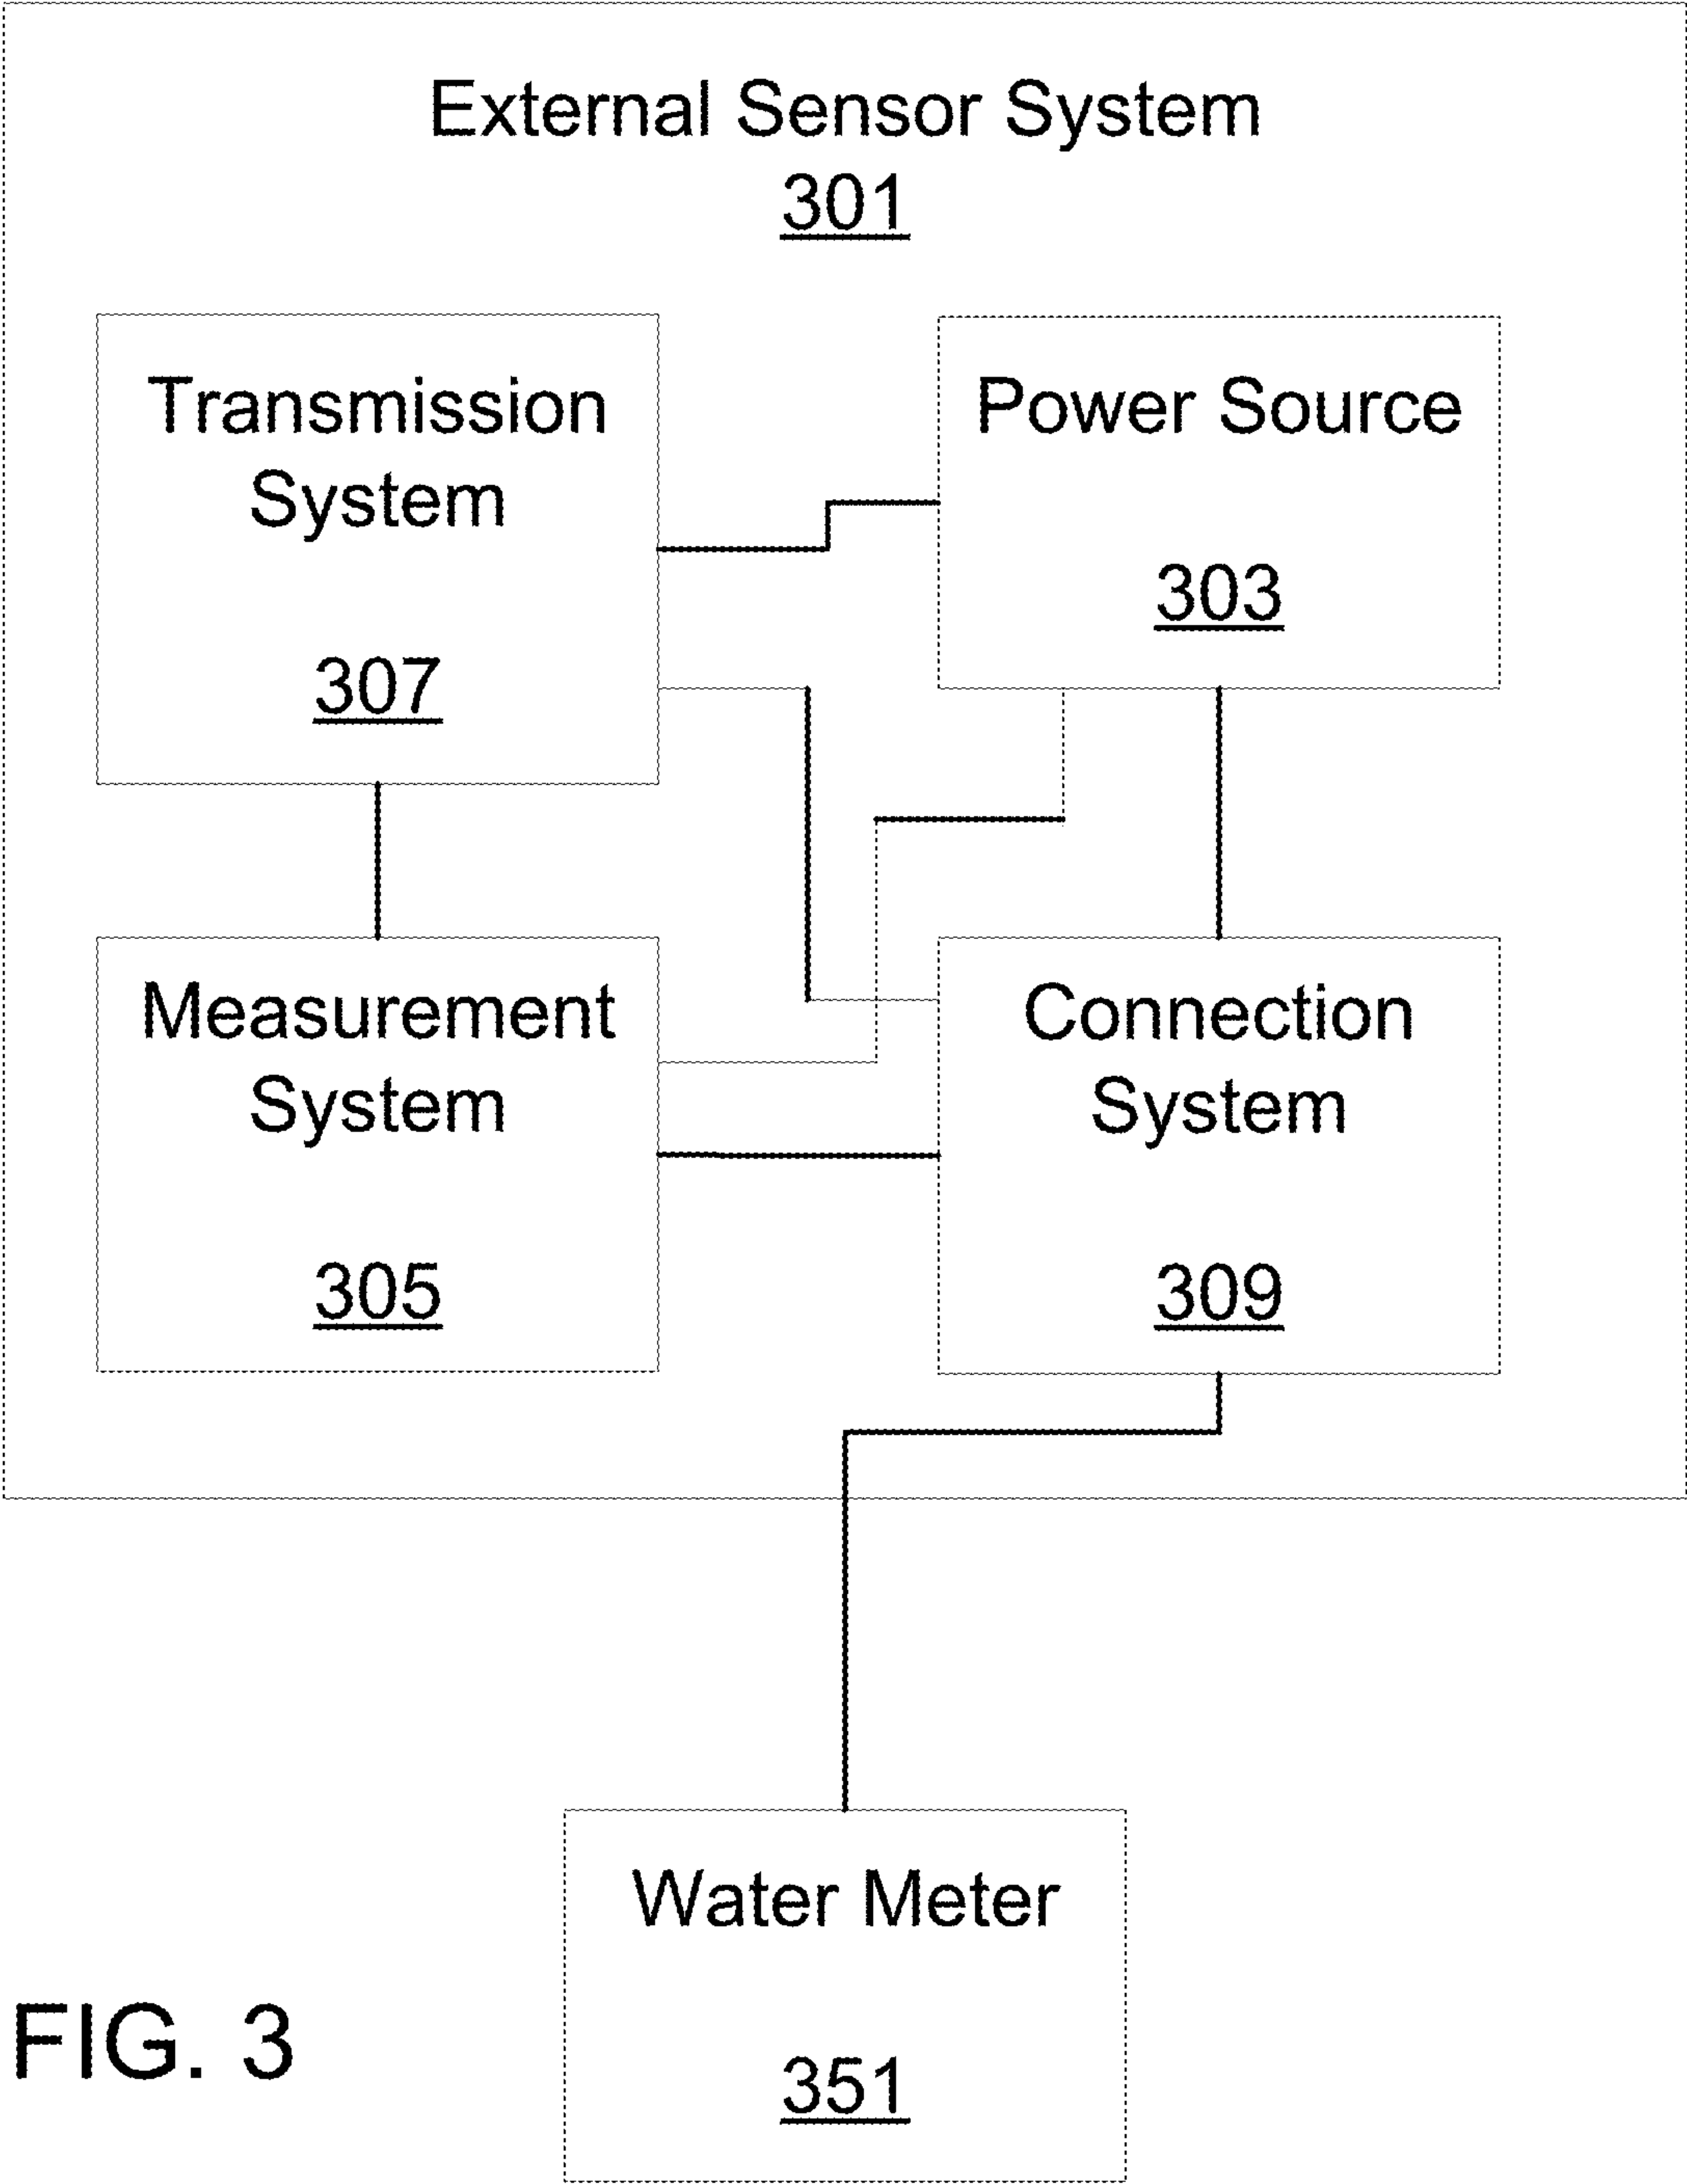 External Sensor System
301
Transmission
System
307
Power Source
303
Measurement
System
305
Connection
System
309
Water Meter
351
FIG. 3